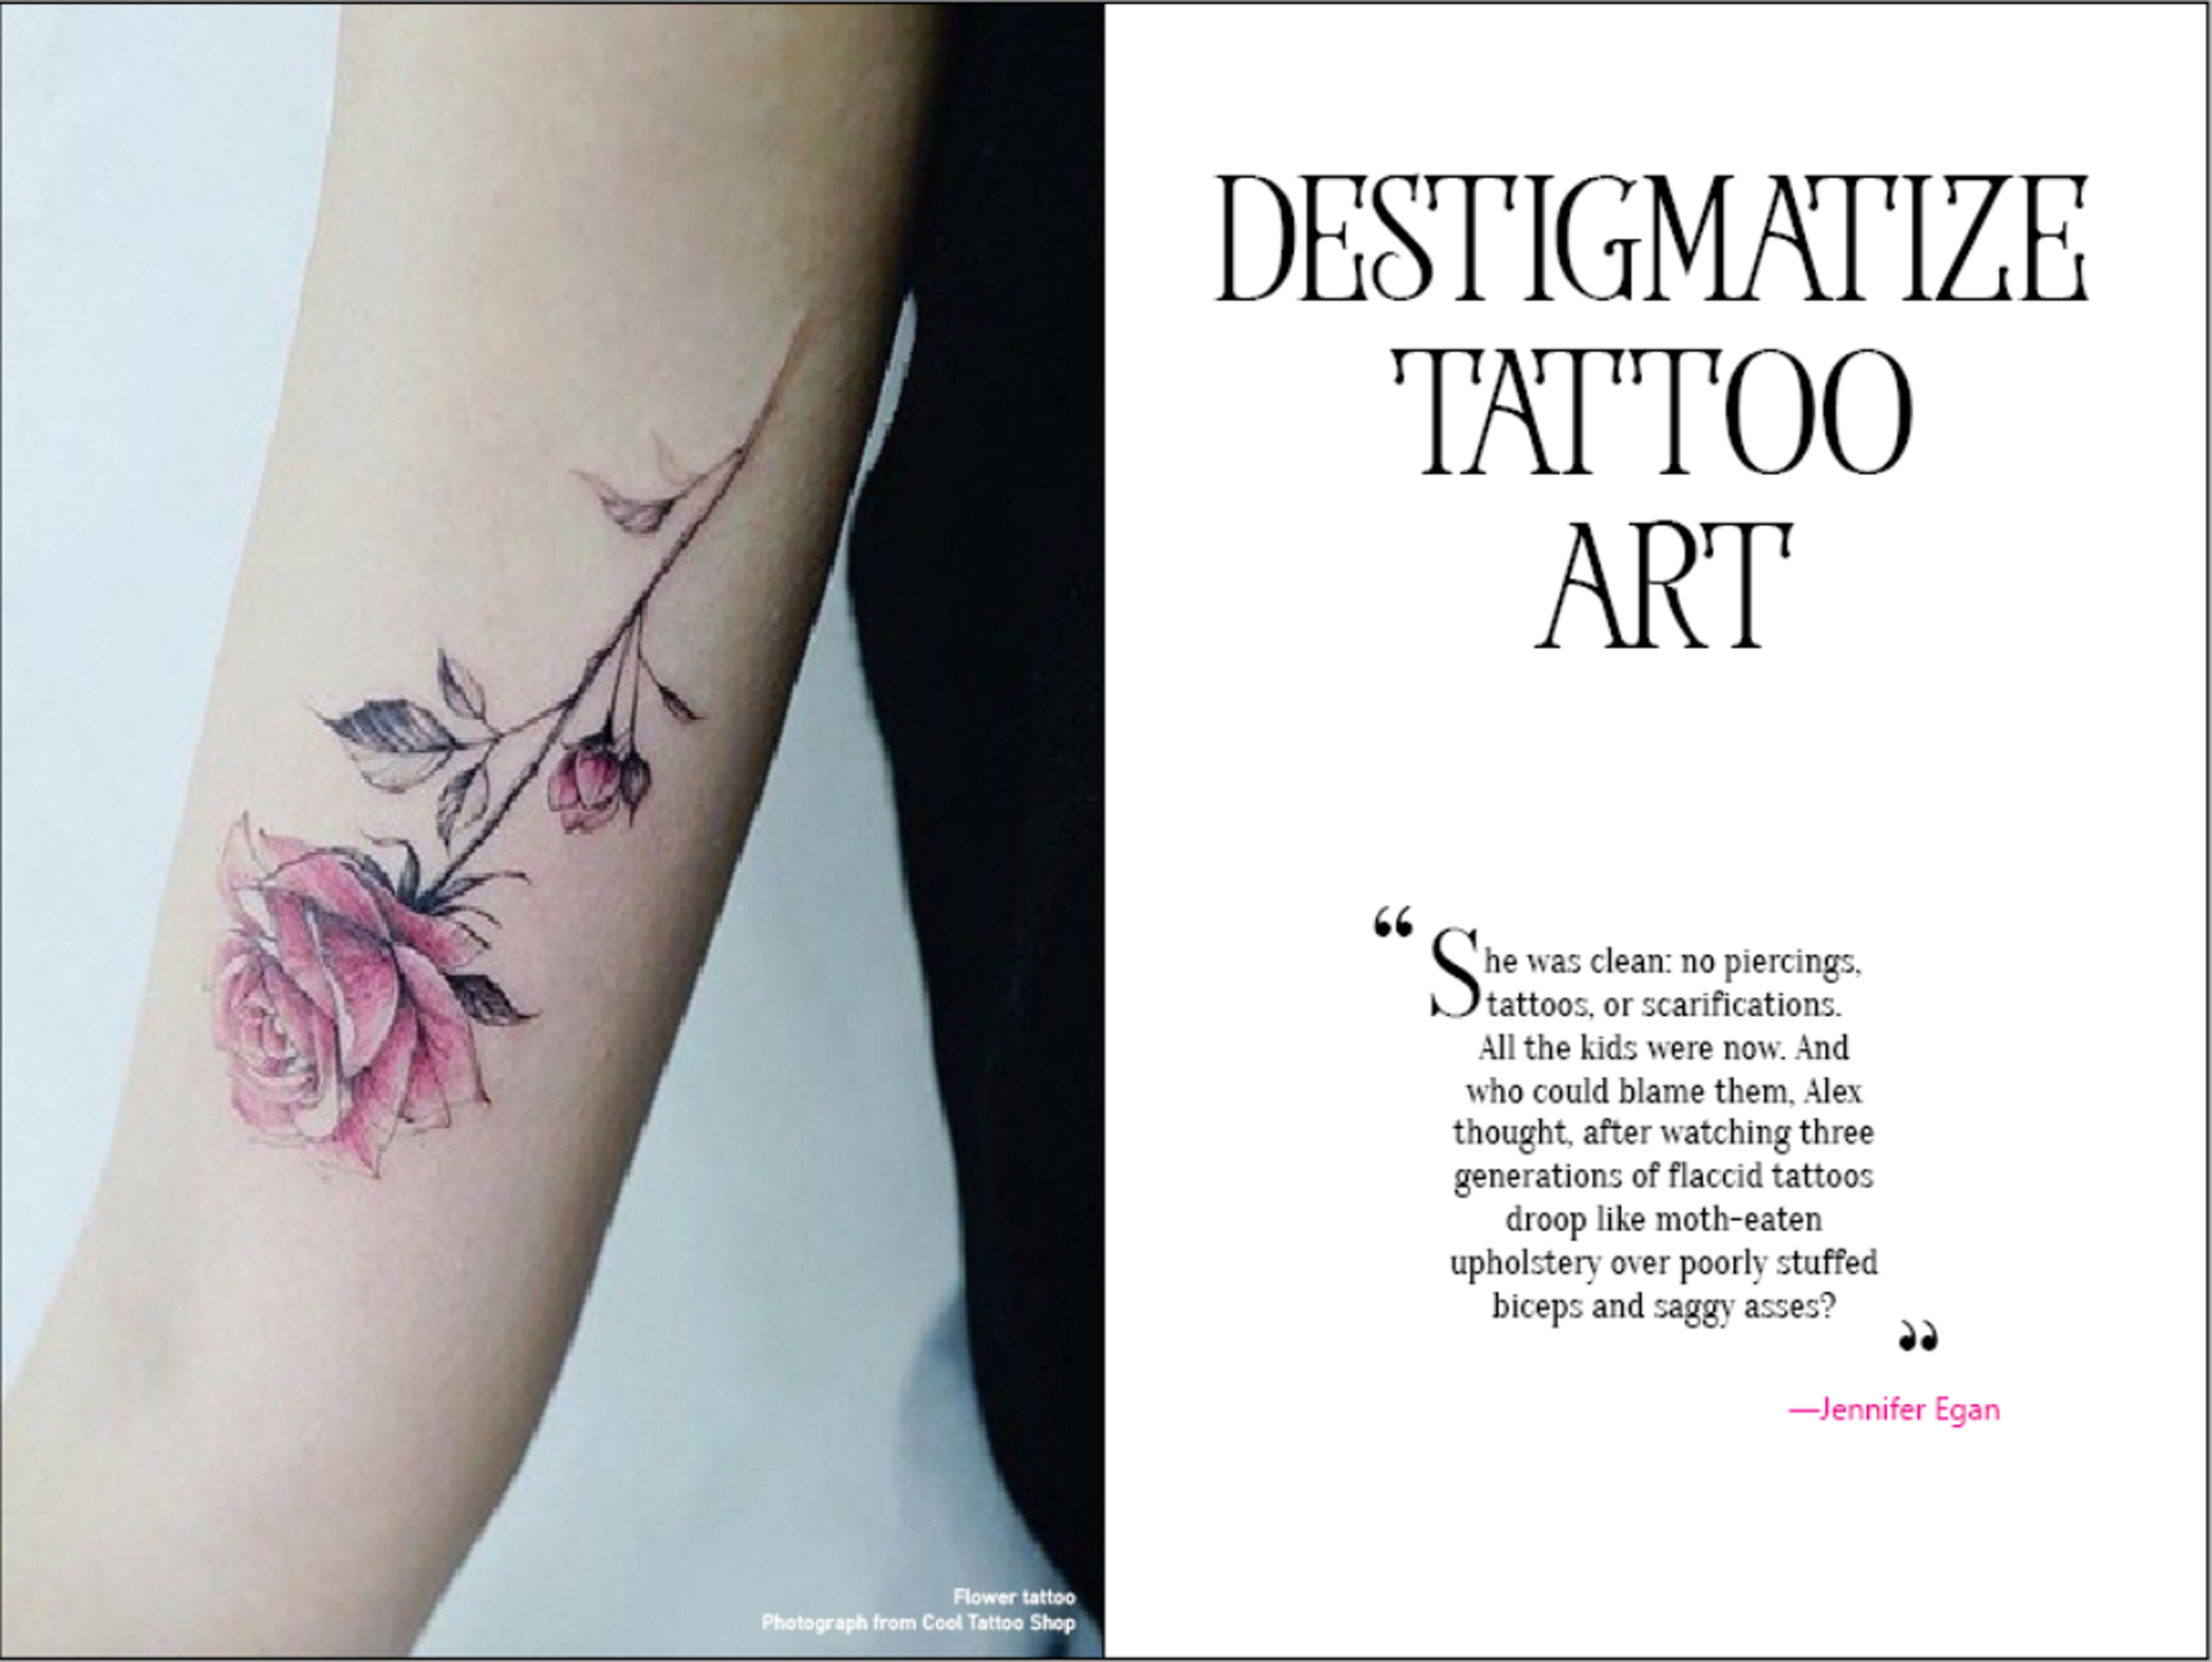 DESTIGMATIZE
TATTOO
ART
“She was clean: no piercings,
tattoos, or scarifications.
All the kids were now. And
who could blame them, Alex
thought, after watching three
generations of flaccid tattoos
droop like moth-eaten
upholstery over poorly stuffed
biceps and saggy asses?
”
—Jennifer Egan
Flower tattoo
Photograph from Cool Tattoo Shop